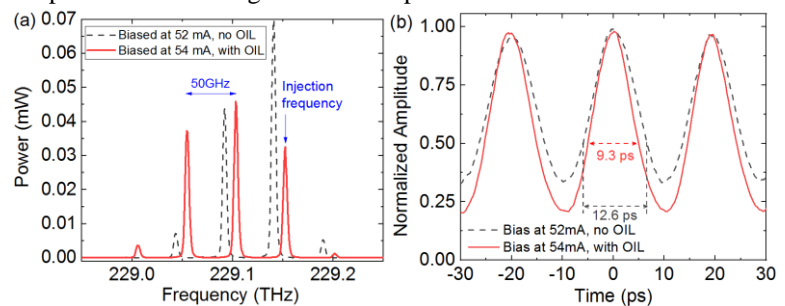 (a)
Biased at 52 mA, no OIL
Biased at 54 mA, with OIL
50GHz
Injection
frequency
0.07
0.06
0.05
0.04
0.03
0.02
0.01
0.00
Power (mW)
229.0
229.1
229.2
Frequency (THz)
(b)
1.00
0.75
0.50
0.25
Normalized Amplitude
9.3 ps
12.6 ps
Bias at 52mA, no OIL
Bias at 54mA, with OIL
-30
-20
-10
0
10
20
30
Time (ps)